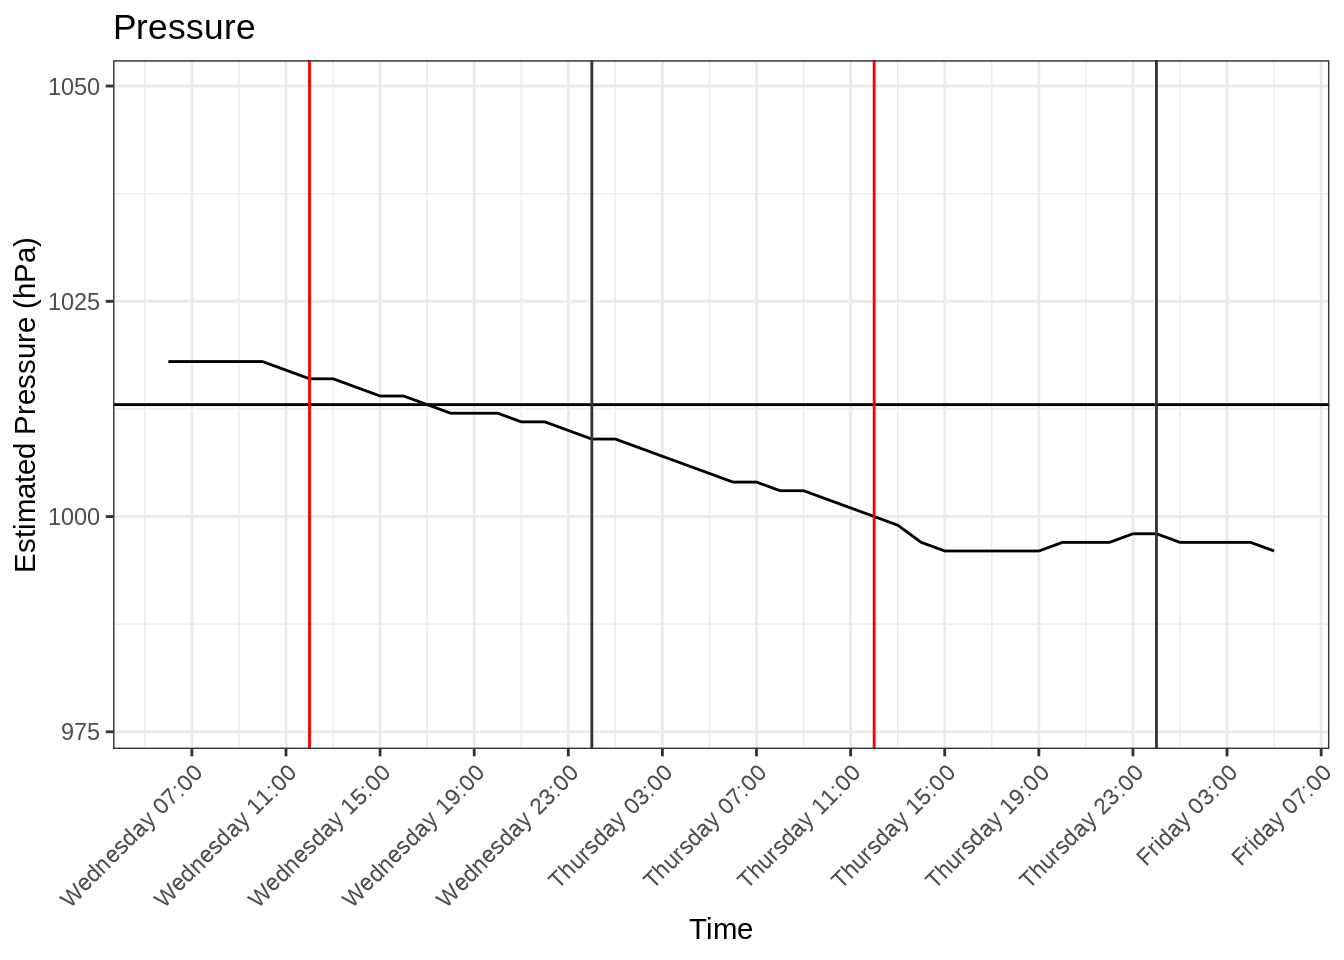 Pressure
Estimated Pressure (hPa)
1050
1025
1000
975
Wednesday 07:00
Wednesday 11:00
Wednesday 15:00
Wednesday 19:00
Wednesday 23:00
Thursday 03:00
Thursday 07:00
Thursday 11:00
Thursday 15:00
Thursday 19:00
Thursday 23:00
Friday 03:00
Friday 07:00
Time